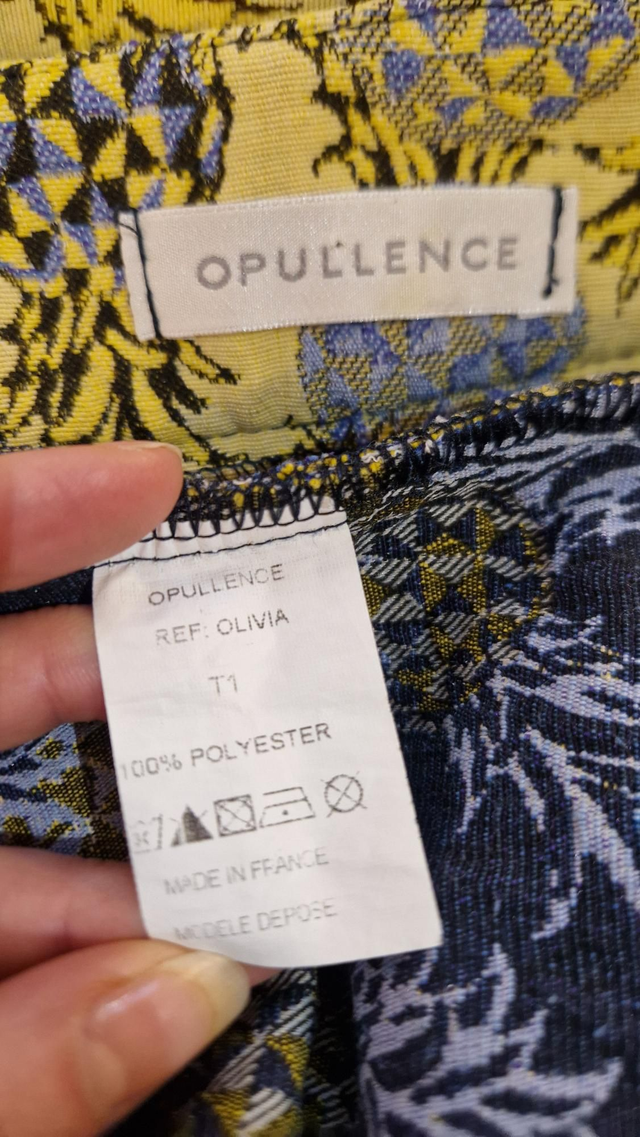 OPULLENCE
OPULLENCE
REF: OLIVIA
T1
100% POLYESTER
MADE IN FRANCE
MODELE DEPOSE